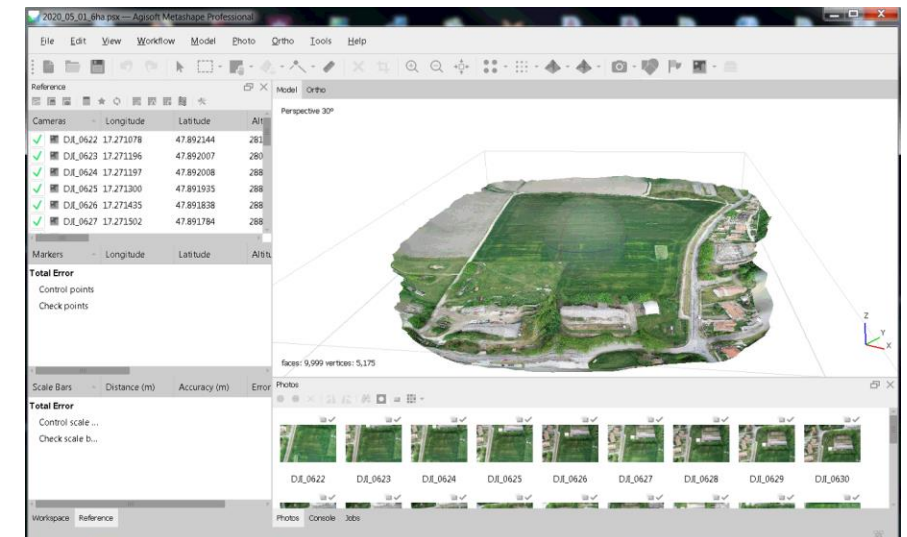 2020_05_01_6ha.psx — Agisoft Metashape Professional
File Edit View Workflow Model Photo Ortho Tools Help
Reference
Cameras Longitude Latitude Alt
DJI_0622 17.271078 47.892144 281
DJI_0623 17.271196 47.892007 280
DJI_0624 17.271197 47.892008 288
DJI_0625 17.271300 47.891935 288
DJI_0626 17.271435 47.891838 288
DJI_0627 17.271502 47.891784 288
Markers Longitude Latitude Altitu
Total Error
Control points
Check points
Scale Bars Distance (m) Accuracy (m) Error
Total Error
Control scale ...
Check scale b...
Workspace Reference
Model Ortho
Perspective 30°
Z
Y
X
faces: 9,999 vertices: 5,175
Photos
DJI_0622 DJI_0623 DJI_0624 DJI_0625 DJI_0626 DJI_0627 DJI_0628 DJI_0629 DJI_0630
Photos Console Jobs